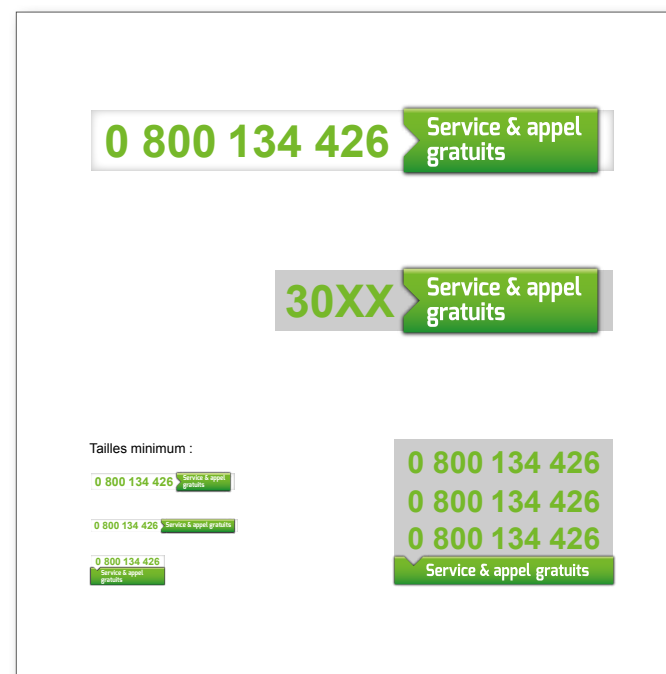 0 800 134 426
Service & appel
gratuits
30XX
Service & appel
gratuits
Tailles minimum :
0 800 134 426
Service & appel
gratuits
0 800 134 426
Service & appel gratuits
0 800 134 426
Service & appel
gratuits
0 800 134 426
0 800 134 426
0 800 134 426
Service & appel gratuits